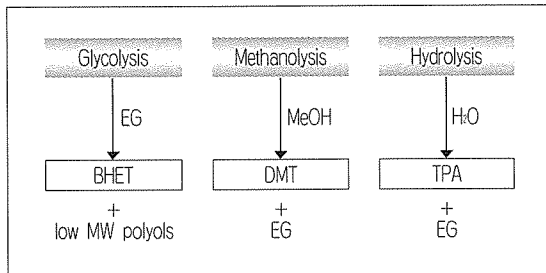 Glycolysis Methanolysis Hydrolysis
EG MeOH H₂O
BHET DMT TPA
+ + +
low MW polyols EG EG